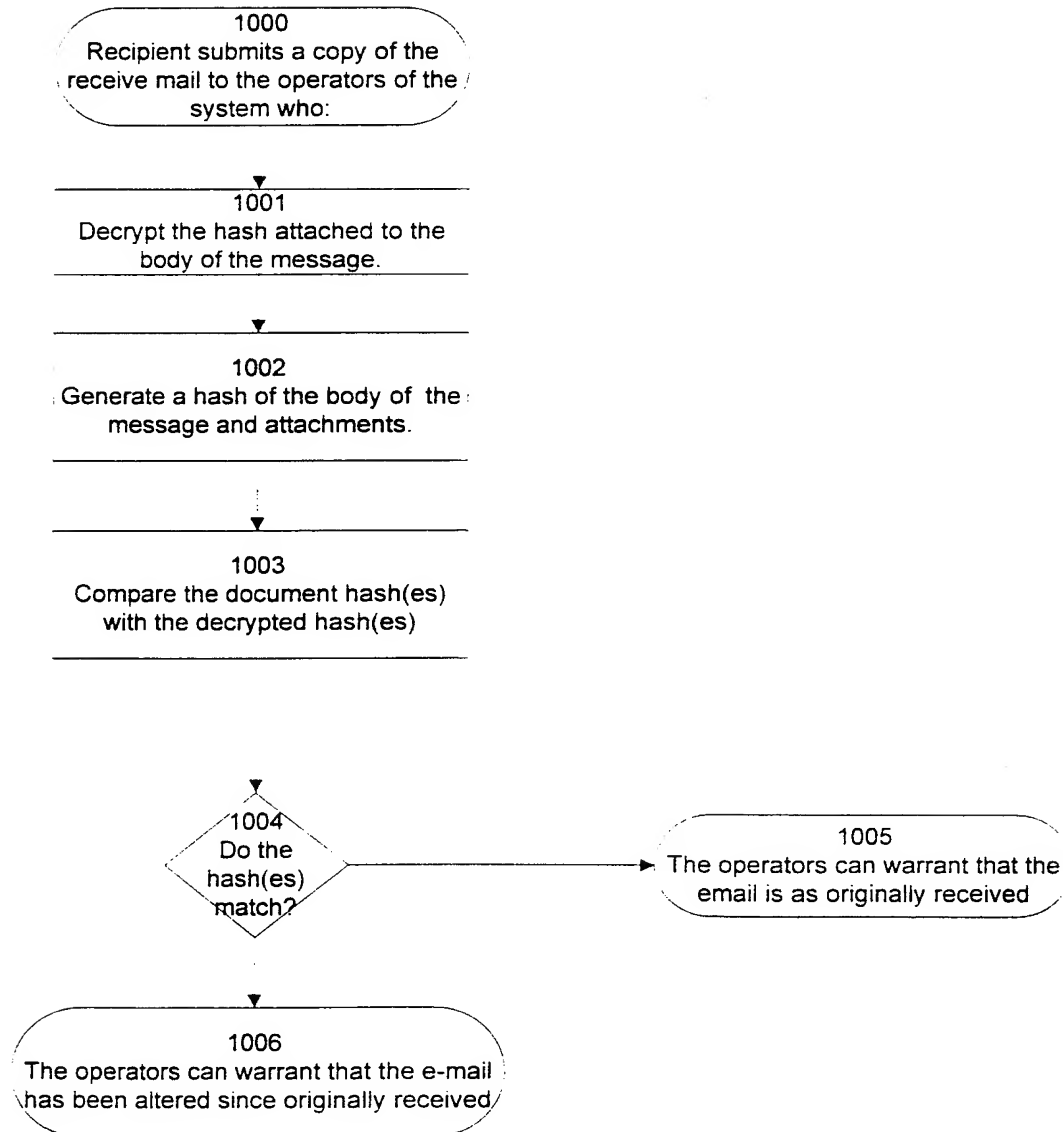 1000
Recipient submits a copy of the
receive mail to the operators of the
system who:
1001
Decrypt the hash attached to the
body of the message.
1002
Generate a hash of the body of the
message and attachments.
1003
Compare the document hash(es)
with the decrypted hash(es)
1004
Do the
hash(es)
match?
1005
The operators can warrant that the
email is as originally received
1006
The operators can warrant that the e-mail
has been altered since originally received